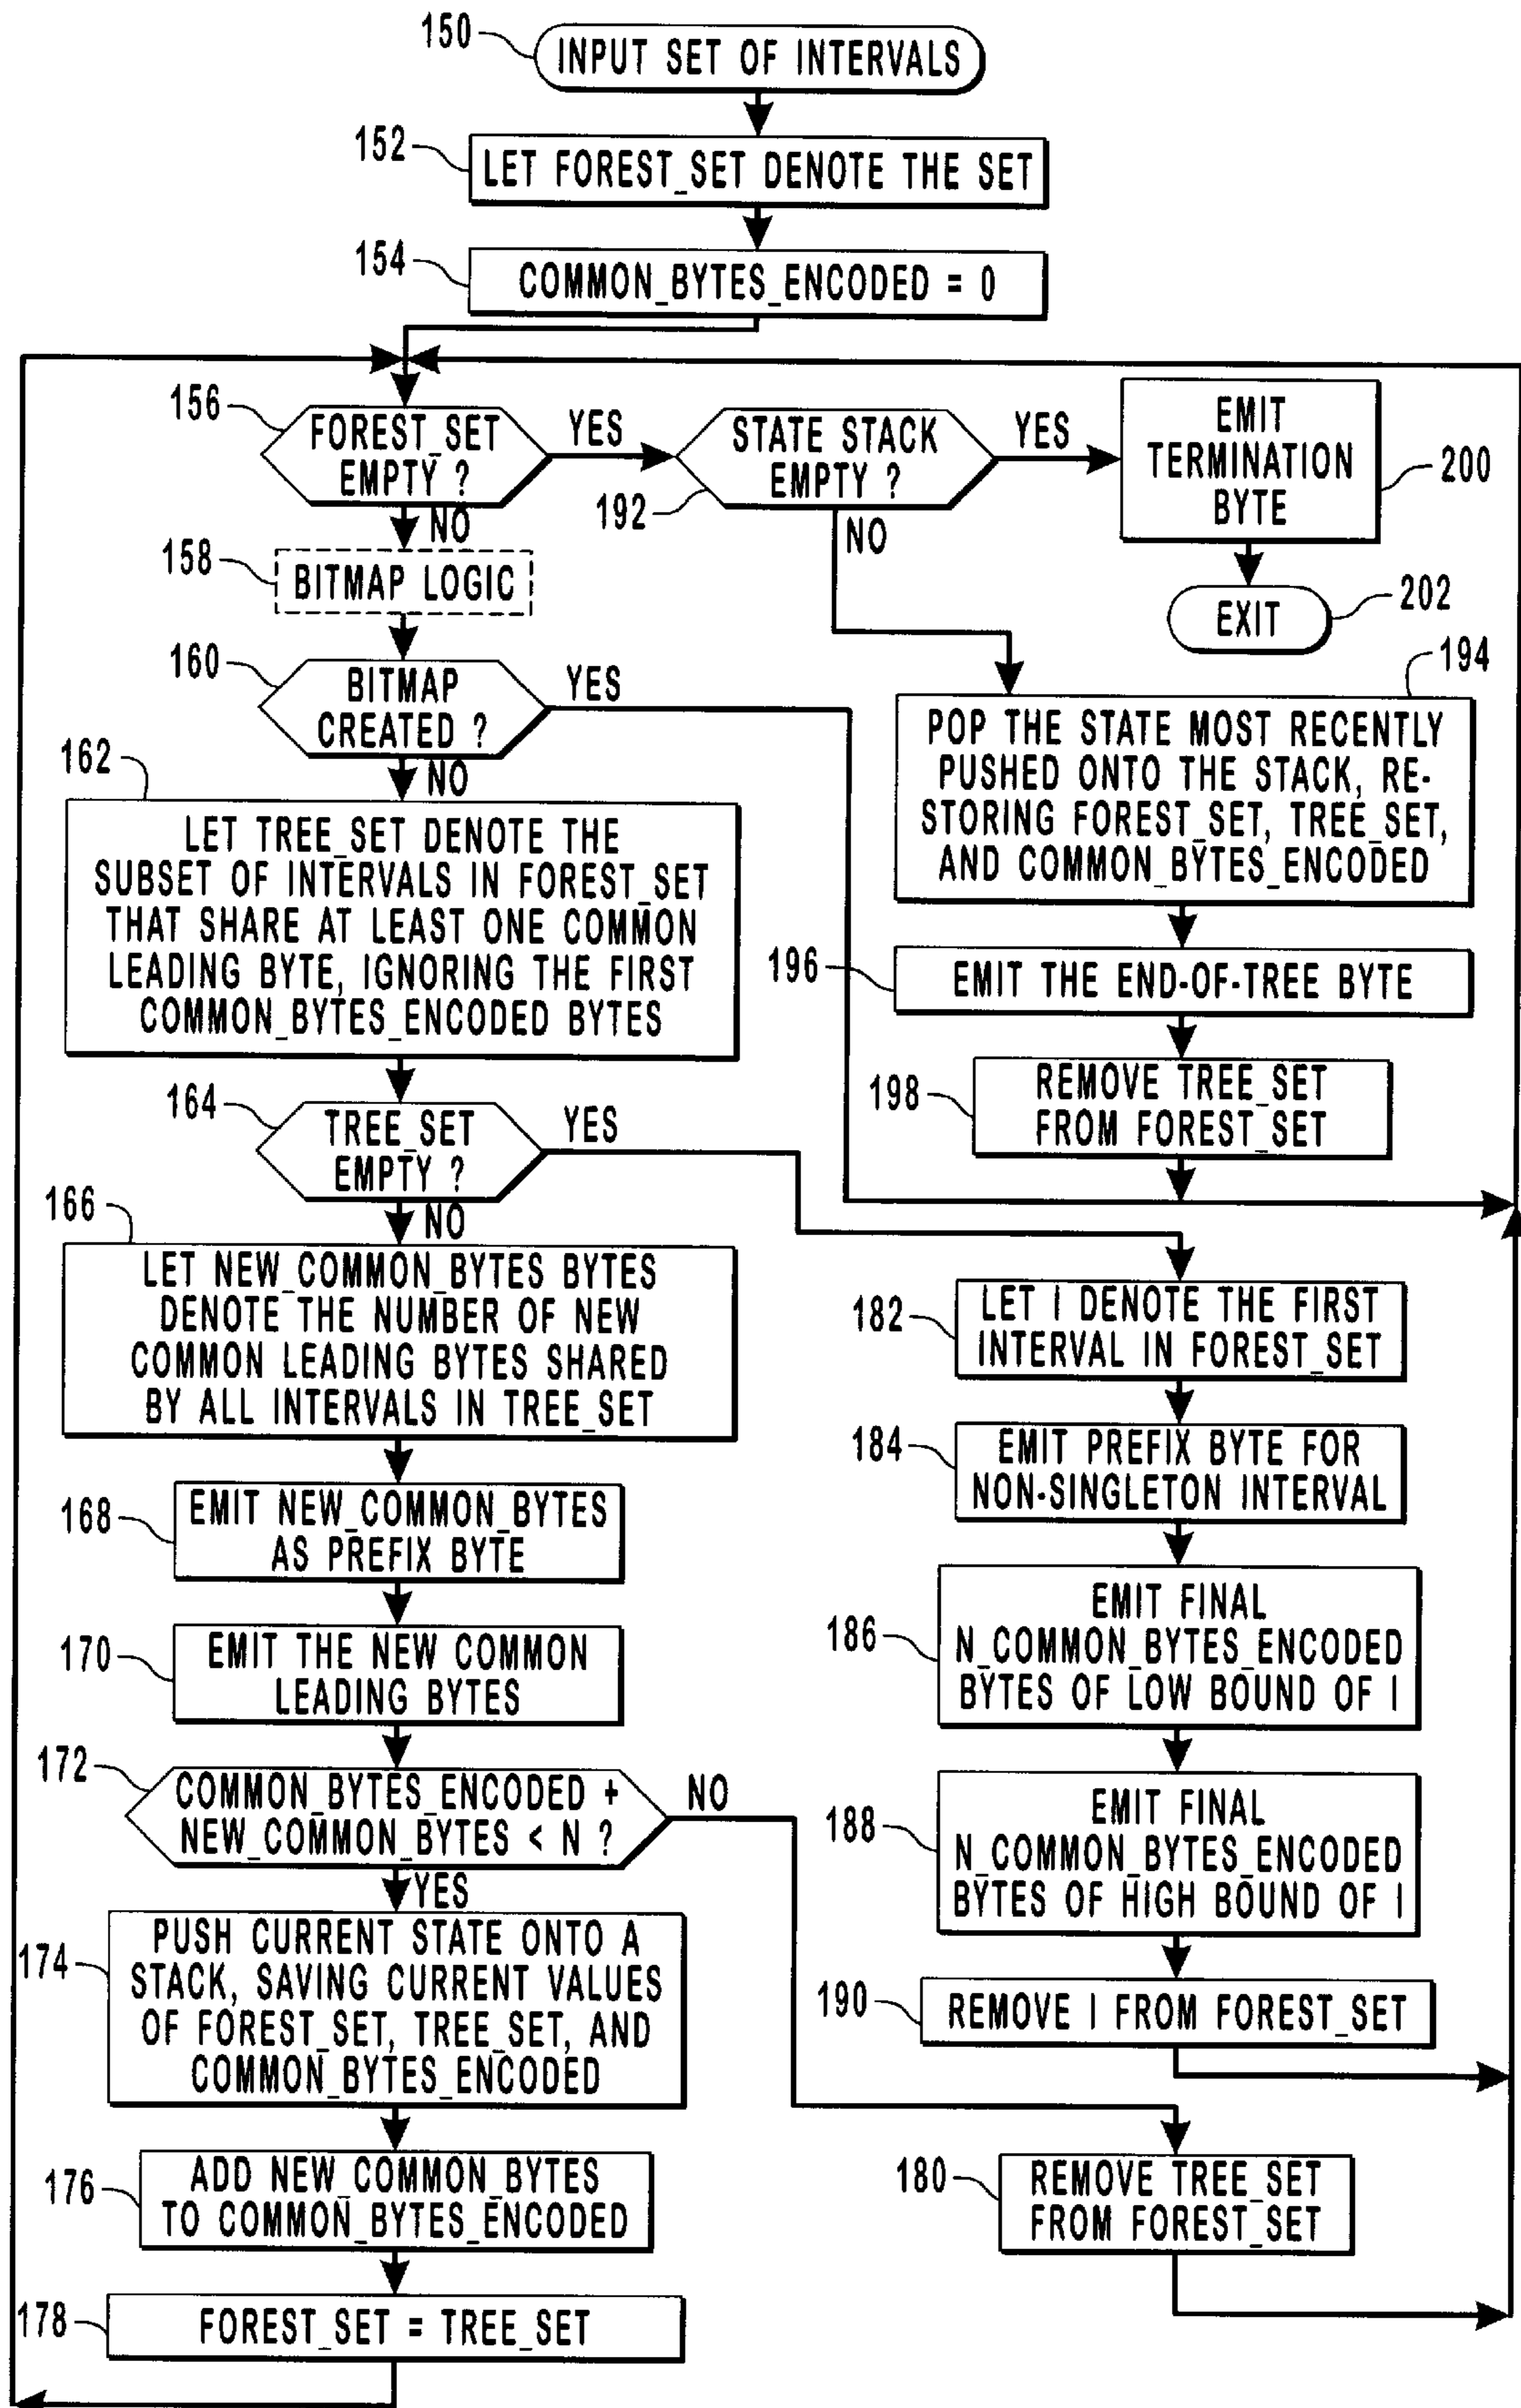 150
INPUT SET OF INTERVALS
152
LET FOREST_SET DENOTE THE SET
154
COMMON_BYTES_ENCODED = 0
156
FOREST_SET
EMPTY ?
YES
NO
STATE STACK
EMPTY ?
192
YES
NO
EMIT
TERMINATION
BYTE
200
EXIT
202
158
BITMAP LOGIC
160
BITMAP
CREATED ?
YES
NO
194
POP THE STATE MOST RECENTLY
PUSHED ONTO THE STACK, RE-
STORING FOREST_SET, TREE_SET,
AND COMMON_BYTES_ENCODED
196
EMIT THE END-OF-TREE BYTE
198
REMOVE TREE_SET
FROM FOREST_SET
162
LET TREE_SET DENOTE THE
SUBSET OF INTERVALS IN FOREST_SET
THAT SHARE AT LEAST ONE COMMON
LEADING BYTE, IGNORING THE FIRST
COMMON_BYTES_ENCODED BYTES
164
TREE_SET
EMPTY ?
YES
NO
166
LET NEW_COMMON_BYTES BYTES
DENOTE THE NUMBER OF NEW
COMMON LEADING BYTES SHARED
BY ALL INTERVALS IN TREE_SET
168
EMIT NEW_COMMON_BYTES
AS PREFIX BYTE
170
EMIT THE NEW COMMON
LEADING BYTES
172
COMMON_BYTES_ENCODED +
NEW_COMMON_BYTES < N ?
NO
YES
174
PUSH CURRENT STATE ONTO A
STACK, SAVING CURRENT VALUES
OF FOREST_SET, TREE_SET, AND
COMMON_BYTES_ENCODED
176
ADD NEW_COMMON_BYTES
TO COMMON_BYTES_ENCODED
178
FOREST_SET = TREE_SET
182
LET I DENOTE THE FIRST
INTERVAL IN FOREST_SET
184
EMIT PREFIX BYTE FOR
NON-SINGLETON INTERVAL
186
EMIT FINAL
N_COMMON_BYTES_ENCODED
BYTES OF LOW BOUND OF I
188
EMIT FINAL
N_COMMON_BYTES_ENCODED
BYTES OF HIGH BOUND OF I
190
REMOVE I FROM FOREST_SET
180
REMOVE TREE_SET
FROM FOREST_SET